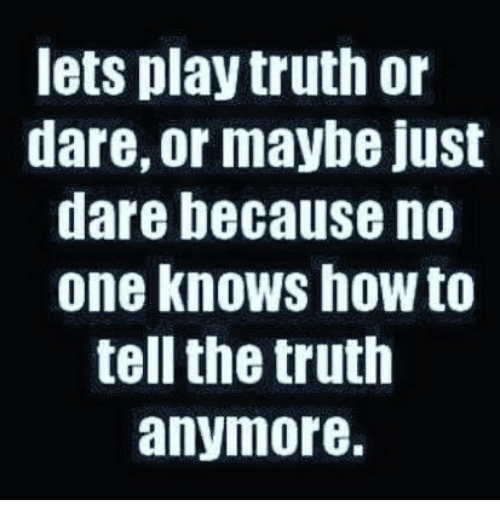 lets play truth or
dare, or maybe just
dare because no
one knows how to
tell the truth
anymore.